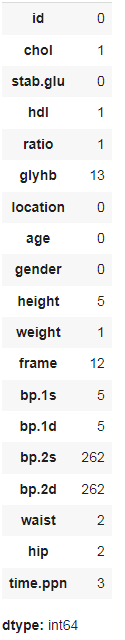 id 0
chol 1
stab.glu 0
hdl 1
ratio 1
glyhb 13
location 0
age 0
gender 0
height 5
weight 1
frame 12
bp.1s 5
bp.1d 5
bp.2s 262
bp.2d 262
waist 2
hip 2
time.ppn 3
dtype: int64